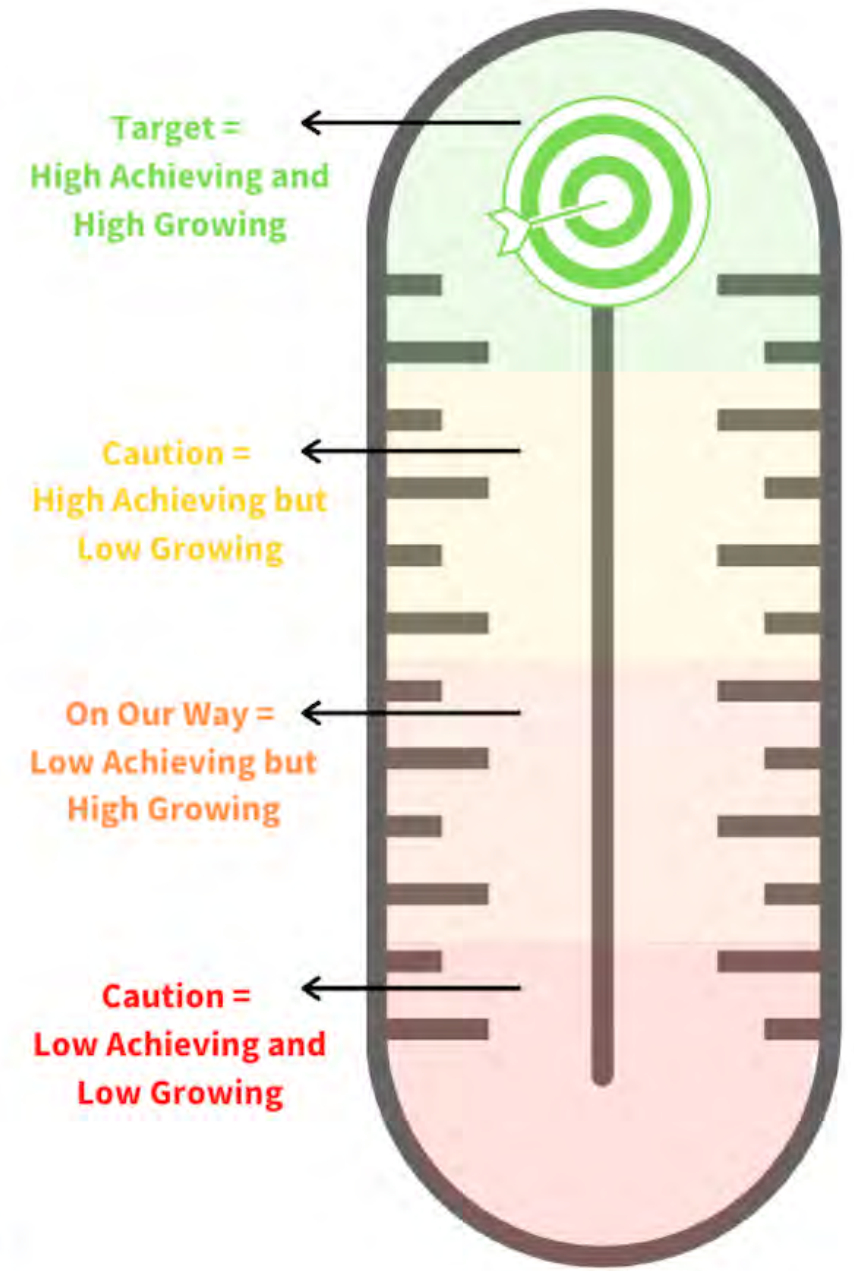 Target =
High Achieving and
High Growing
Caution =
High Achieving but
Low Growing
On Our Way =
Low Achieving but
High Growing
Caution =
Low Achieving and
Low Growing